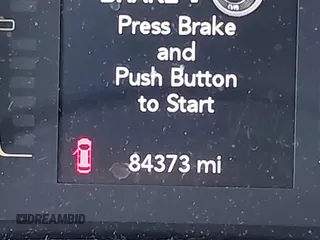 Press Brake
and
Push Button
to Start
84373 mi
DREAMBID